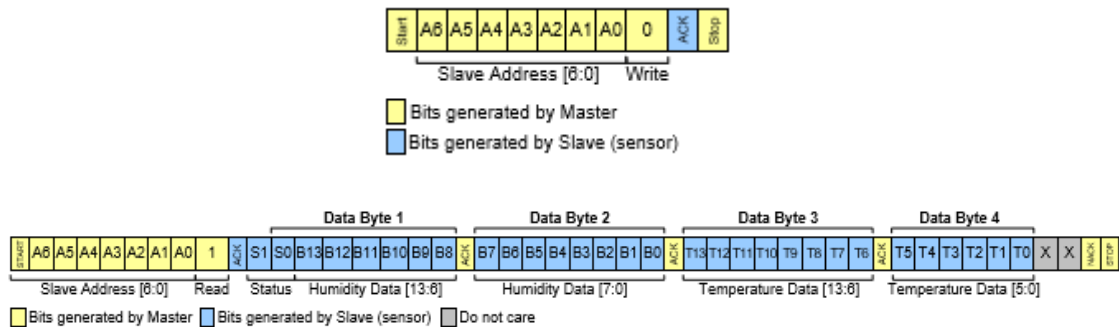 Start A6 A5 A4 A3 A2 A1 A0 0 ACK Stop
Slave Address [6:0] Write
Bits generated by Master
Bits generated by Slave (sensor)
Data Byte 1 Data Byte 2 Data Byte 3 Data Byte 4
START A6 A5 A4 A3 A2 A1 A0 1 ACK S1 S0 B13 B12 B11 B10 B9 B8 ACK B7 B6 B5 B4 B3 B2 B1 B0 ACK T13 T12 T11 T10 T9 T8 T7 T6 ACK T5 T4 T3 T2 T1 T0 X X NACK STOP
Slave Address [6:0] Read Status Humidity Data [13:6] Humidity Data [7:0] Temperature Data [13:6] Temperature Data [5:0]
Bits generated by Master Bits generated by Slave (sensor) Do not care